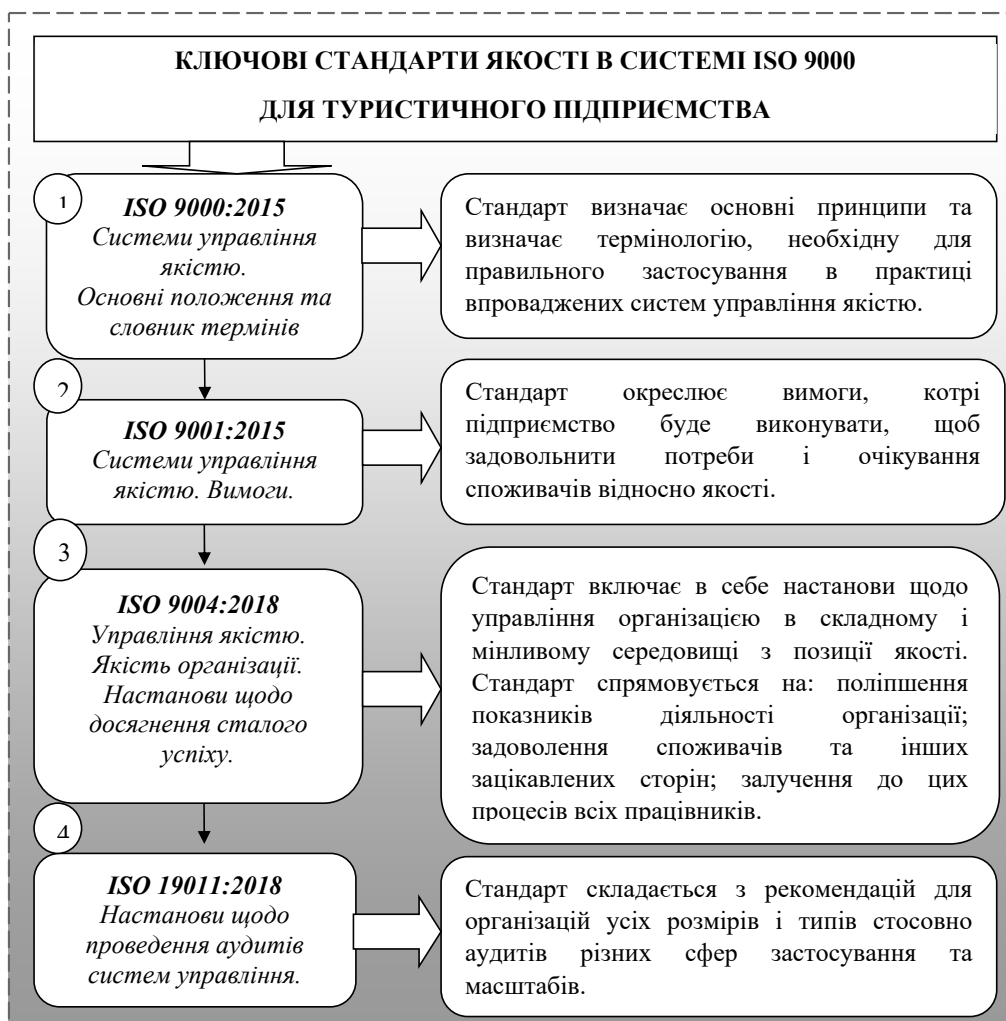 КЛЮЧОВІ СТАНДАРТИ ЯКОСТІ В СИСТЕМІ ISO 9000
ДЛЯ ТУРИСТИЧНОГО ПІДПРИЄМСТВА
1
ISO 9000:2015
Системи управління
якістю.
Основні положення та
словник термінів
Стандарт визначає основні принципи та
визначає термінологію, необхідну для
правильного застосування в практиці
впроваджених систем управління якістю.
2
ISO 9001:2015
Системи управління
якістю. Вимоги.
Стандарт окреслює вимоги, котрі
підприємство буде виконувати, щоб
задовольнити потреби і очікування
споживачів відносно якості.
3
ISO 9004:2018
Управління якістю.
Якість організації.
Настанови щодо
досягнення сталого
успіху.
Стандарт включає в себе настанови щодо
управління організацією в складному і
мінливому середовищі з позиції якості.
Стандарт спрямовується на: поліпшення
показників діяльності організації;
задоволення споживачів та інших
зацікавлених сторін; залучення до цих
процесів всіх працівників.
4
ISO 19011:2018
Настанови щодо
проведення аудитів
систем управління.
Стандарт складається з рекомендацій для
організацій усіх розмірів і типів стосовно
аудитів різних сфер застосування та
масштабів.